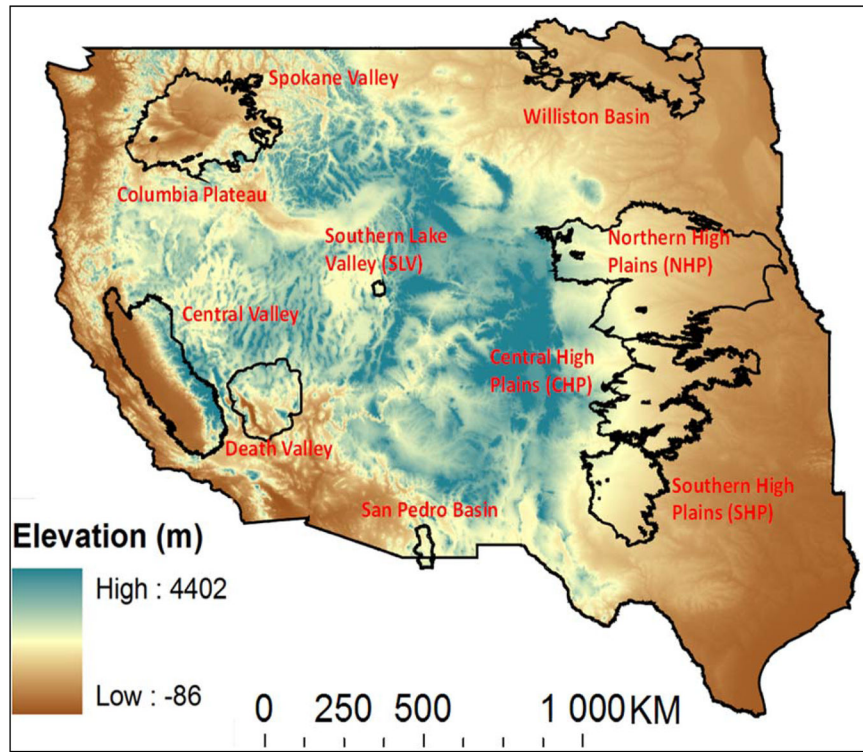 Spokane Valley
Williston Basin
Columbia Plateau
Southern Lake
Valley (SLV)
Northern High
Plains (NHP)
Central Valley
Central High
Plains (CHP)
Death Valley
San Pedro Basin
Southern High
Plains (SHP)
Elevation (m)
High : 4402
Low : -86
0 250 500 1 000 KM